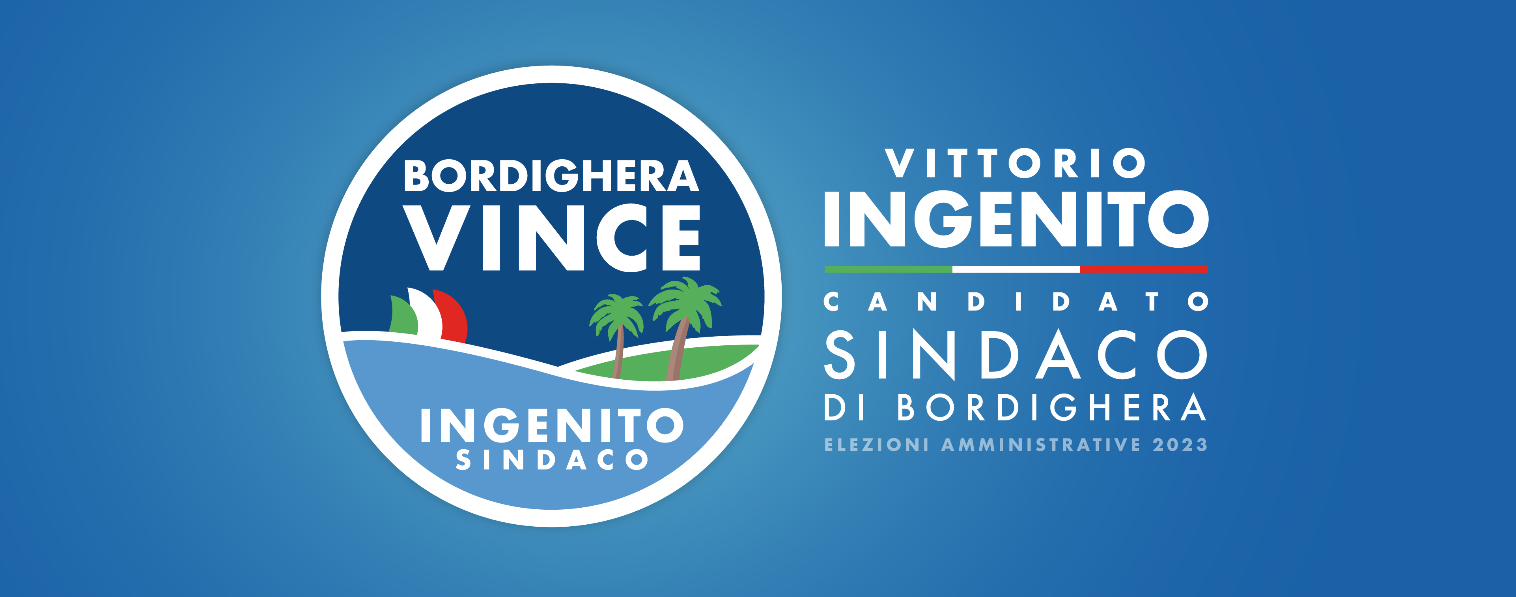 BORDIGHERA
VINCE
INGENITO
SINDACO
VITTORIO
INGENITO
CANDIDATO
SINDACO
DI BORDIGHERA
ELEZIONI AMMINISTRATIVE 2023